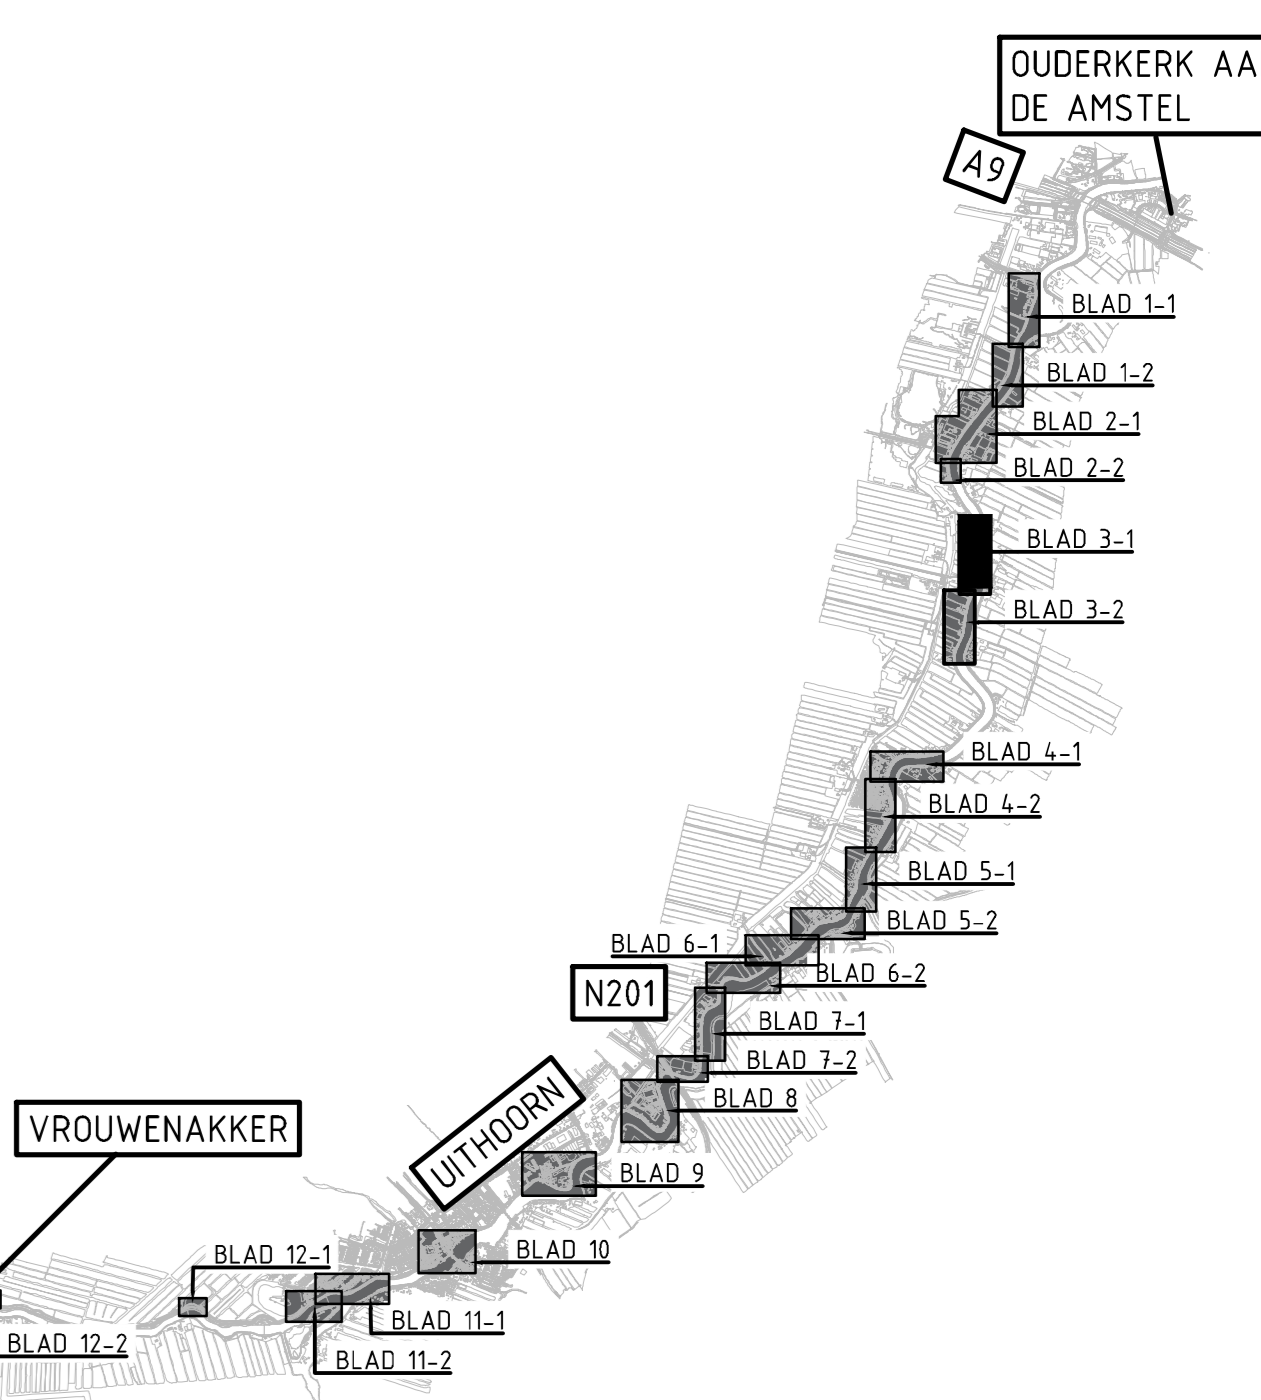 OUDERKERK AA
DE AMSTEL
A9
BLAD 1-1
BLAD 1-2
BLAD 2-1
BLAD 2-2
BLAD 3-1
BLAD 3-2
BLAD 4-1
BLAD 4-2
BLAD 5-1
BLAD 5-2
BLAD 6-1
BLAD 6-2
N201
BLAD 7-1
BLAD 7-2
BLAD 8
UITHOORN
VROUWENAKKER
BLAD 9
BLAD 10
BLAD 12-1
BLAD 11-1
BLAD 12-2
BLAD 11-2